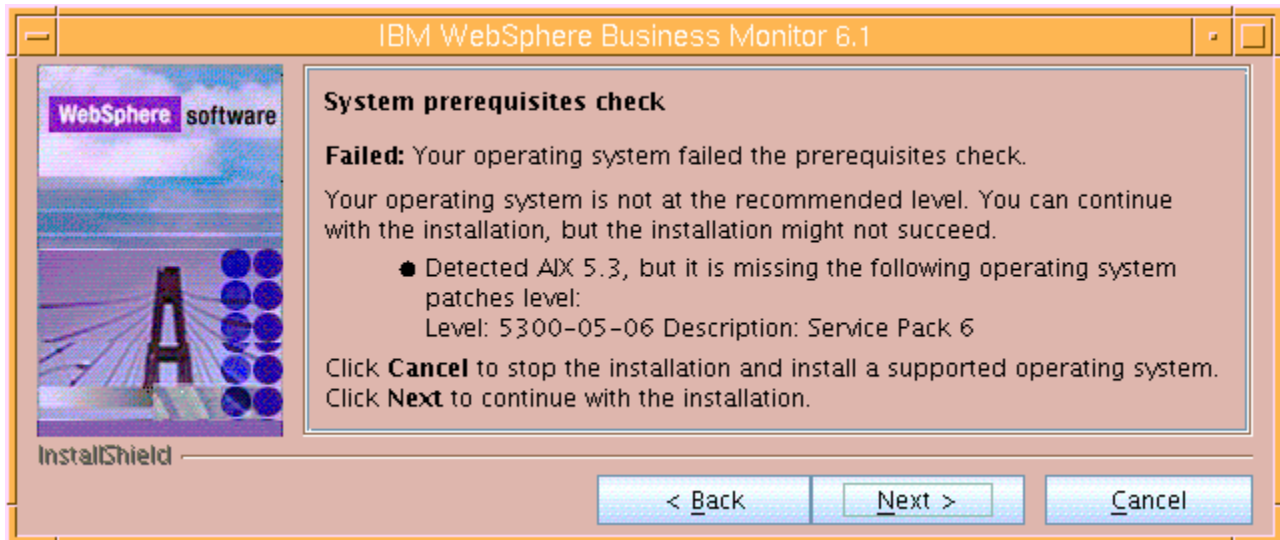 IBM WebSphere Business Monitor 6.1
WebSphere software
System prerequisites check
Failed: Your operating system failed the prerequisites check.
Your operating system is not at the recommended level. You can continue
with the installation, but the installation might not succeed.
● Detected AIX 5.3, but it is missing the following operating system
patches level:
Level: 5300-05-06 Description: Service Pack 6
Click Cancel to stop the installation and install a supported operating system.
Click Next to continue with the installation.
InstallShield
< Back
Next >
Cancel